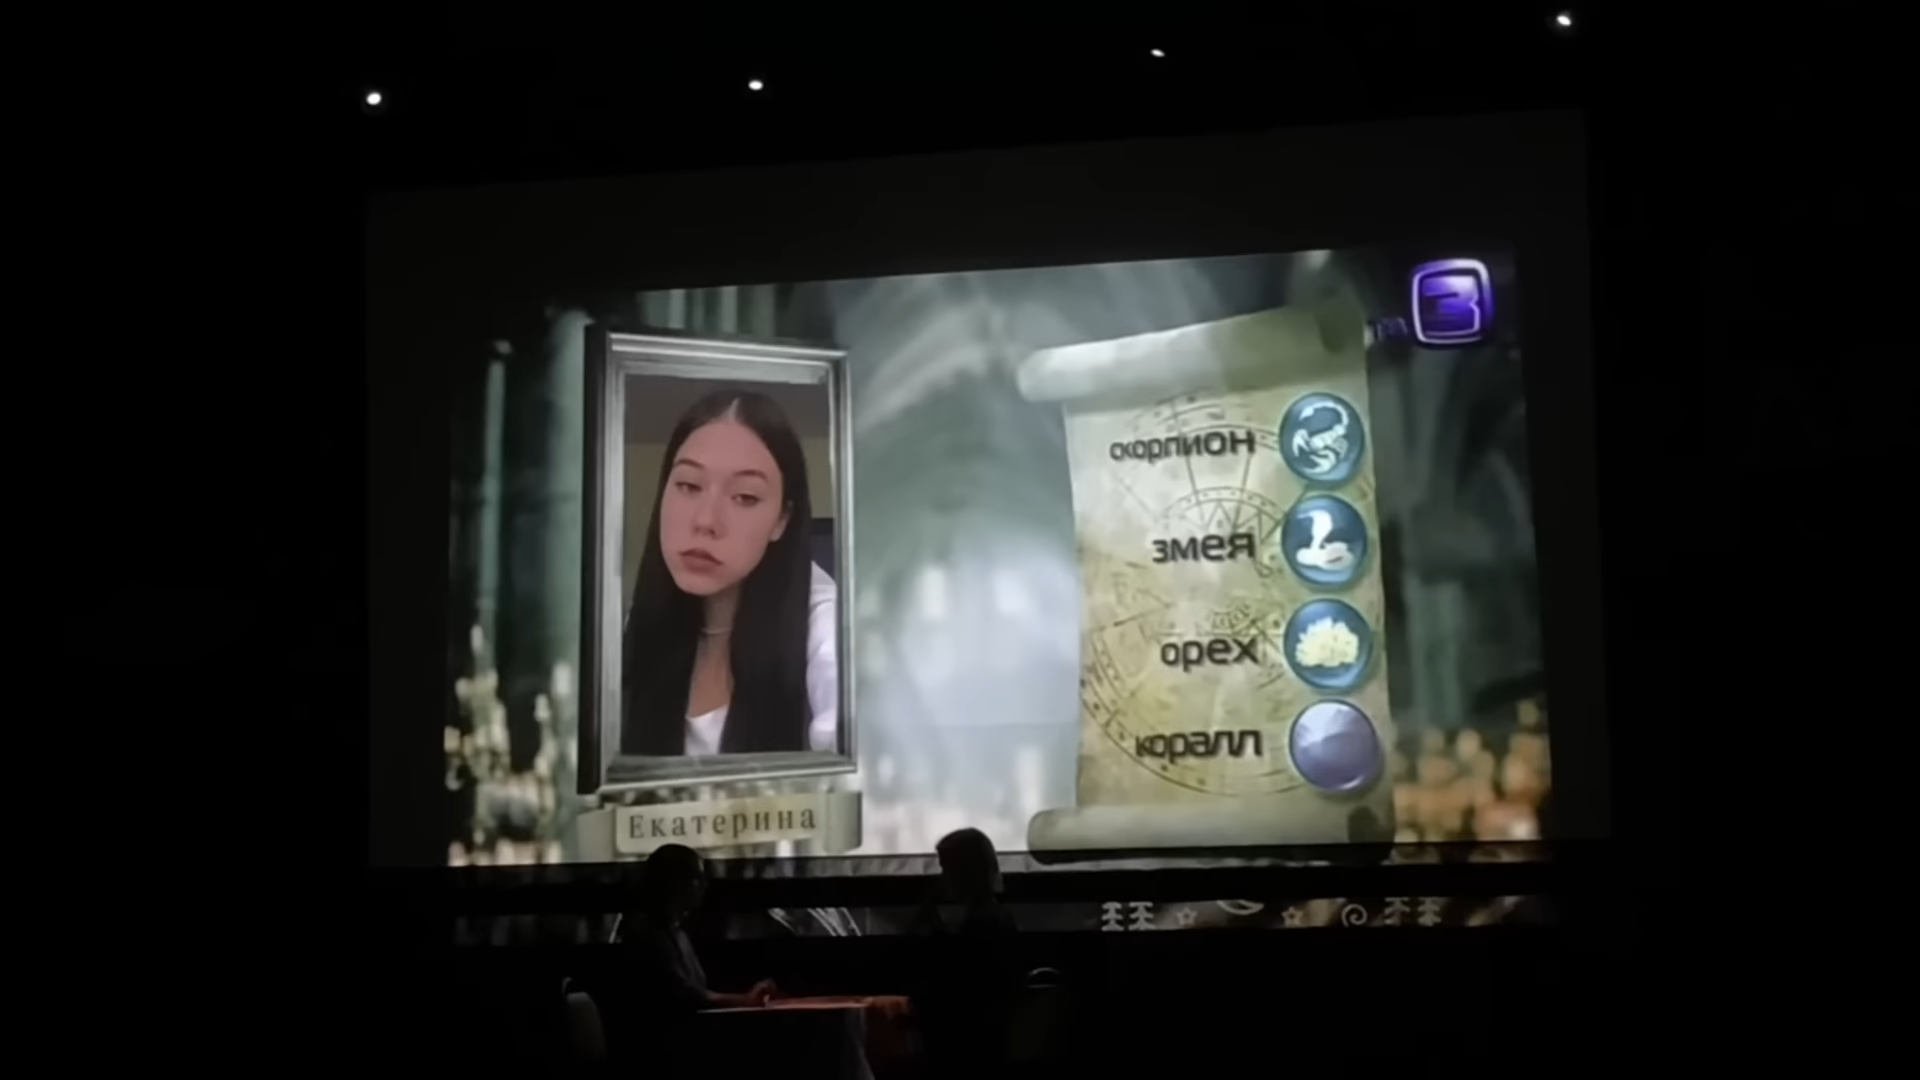 скорпион
змея
орех
коралл
Екатерина